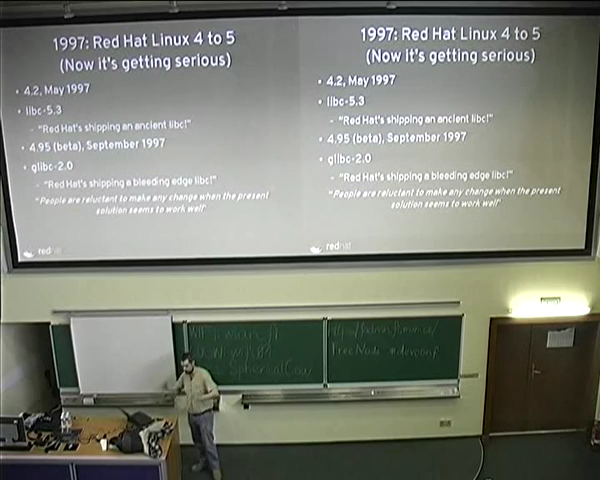 1997: Red Hat Linux 4 to 5
(Now it's getting serious)
• 4.2, May 1997
• libc-5.3
- "Red Hat's shipping an ancient libc!"
• 4.95 (beta), September 1997
• glibc-2.0
- "Red Hat's shipping a bleeding edge libc!"
"People are reluctant to make any change when the present
solution seems to work well"
redhat
1997: Red Hat Linux 4 to 5
(Now it's getting serious)
• 4.2, May 1997
• libc-5.3
- "Red Hat's shipping an ancient libc!"
• 4.95 (beta), September 1997
• glibc-2.0
- "Red Hat's shipping a bleeding edge libc!"
"People are reluctant to make any change when the present
solution seems to work well"
redhat
SphericalCow
FreeNode #devconf